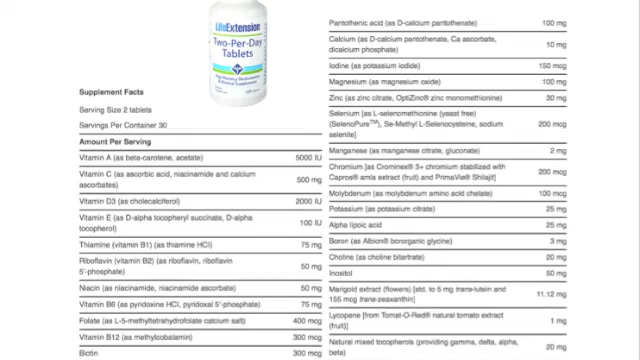 LifeExtension
Two-Per-Day
Tablets
Supplement Facts
Serving Size 2 tablets
Servings Per Container 30
Amount Per Serving
Vitamin A (as beta-carotene, acetate) 5000 IU
Vitamin C (as ascorbic acid, niacinamide and calcium
ascorbates) 500 mg
Vitamin D3 (as cholecalciferol) 2000 IU
Vitamin E (as D-alpha tocopheryl succinate, D-alpha
tocopherol) 100 IU
Thiamine (vitamin B1) (as thiamine HCl) 75 mg
Riboflavin (vitamin B2) (as riboflavin, riboflavin
5'-phosphate) 50 mg
Niacin (as niacinamide, niacinamide ascorbate) 50 mg
Vitamin B6 (as pyridoxine HCl, pyridoxal 5'-phosphate) 75 mg
Folate (as L-5-methyltetrahydrofolate calcium salt) 400 mcg
Vitamin B12 (as methylcobalamin) 300 mcg
Biotin 300 mcg
Pantothenic acid (as D-calcium pantothenate) 100 mg
Calcium (as D-calcium pantothenate, Ca ascorbate,
dicalcium phosphate) 10 mg
Iodine (as potassium iodide) 150 mcg
Magnesium (as magnesium oxide) 100 mg
Zinc (as zinc citrate, OptiZinc® zinc monomethionine) 30 mg
Selenium [as L-selenomethionine (yeast free)
(SelenoPure™), Se-Methyl L-Selenocysteine, sodium
selenite] 200 mcg
Manganese (as manganese citrate, gluconate) 2 mg
Chromium [as Crominex® 3+ chromium stabilized with
Capros® amla extract (fruit) and PrimaVie® Shilajit] 200 mcg
Molybdenum (as molybdenum amino acid chelate) 100 mcg
Potassium (as potassium citrate) 25 mg
Alpha lipoic acid 25 mg
Boron (as Albion® bororganic glycine) 3 mg
Choline (as choline bitartrate) 20 mg
Inositol 50 mg
Marigold extract (flowers) [std. to 5 mg trans-lutein and
155 mcg trans-zeaxanthin] 11.12 mg
Lycopene [from Tomat-O-Red® natural tomato extract
(fruit)] 1 mg
Natural mixed tocopherols (providing gamma, delta, alpha,
beta) 20 mg